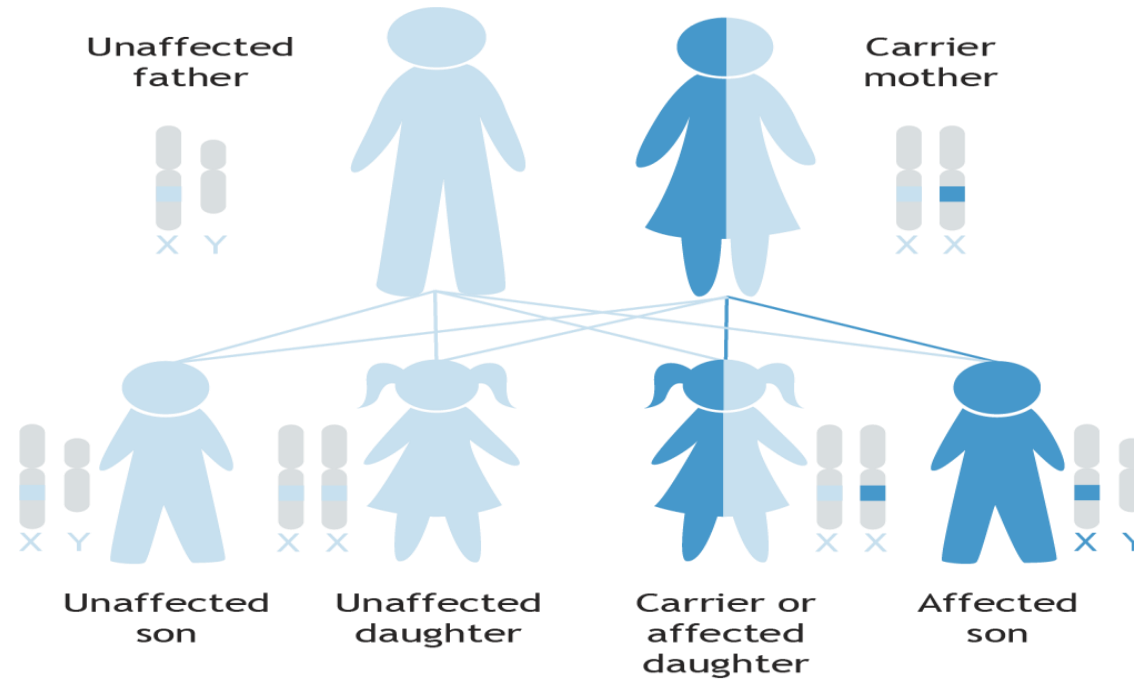 Unaffected
father
Carrier
mother
X Y
X X
X Y
X X
X X
X Y
Unaffected
son
Unaffected
daughter
Carrier or
affected
daughter
Affected
son